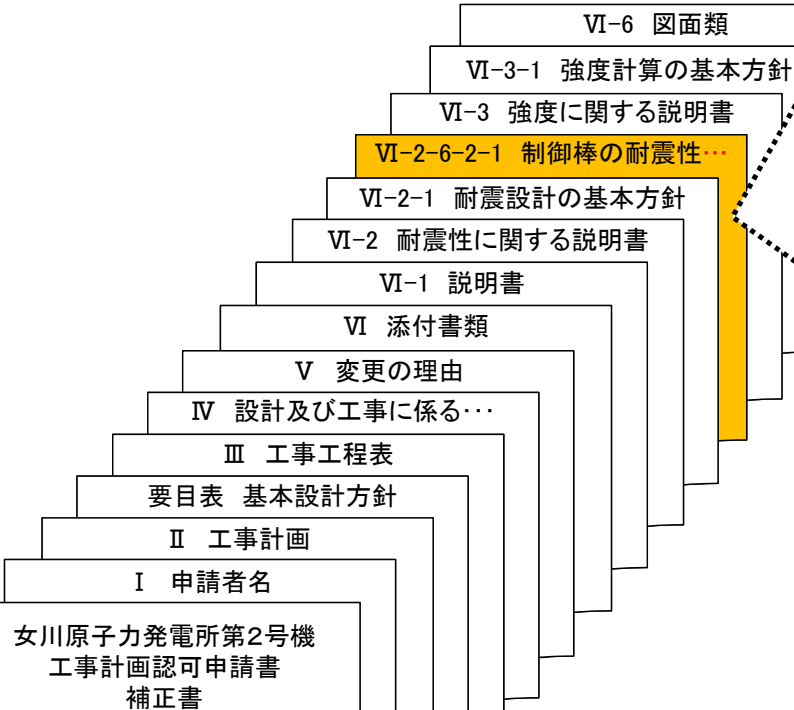 Ⅵ-6 図面類
Ⅵ-3-1 強度計算の基本方針
Ⅵ-3 強度に関する説明書
Ⅵ-2-6-2-1 制御棒の耐震性…
Ⅵ-2-1 耐震設計の基本方針
Ⅵ-2 耐震性に関する説明書
Ⅵ-1 説明書
Ⅵ 添付書類
Ⅴ 変更の理由
Ⅳ 設計及び工事に係る…
Ⅲ 工事工程表
要目表 基本設計方針
Ⅱ 工事計画
Ⅰ 申請者名
女川原子力発電所第2号機
工事計画認可申請書
補正書